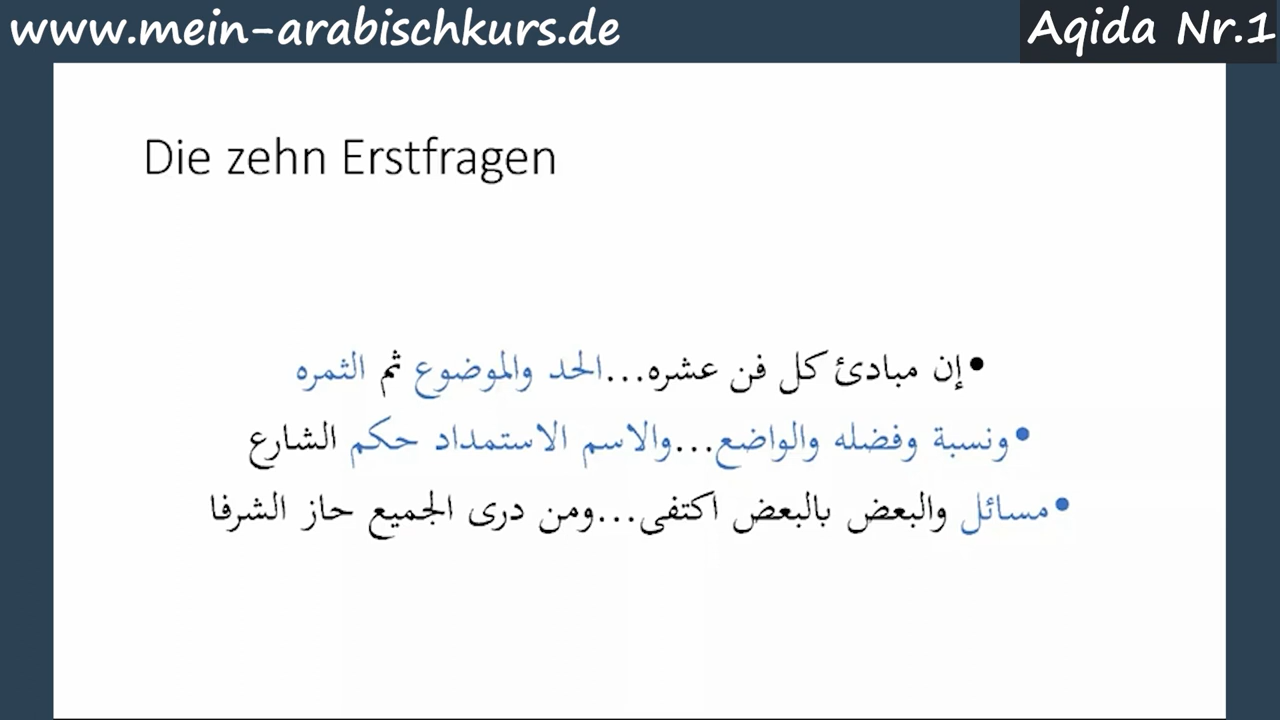 www.mein-arabischkurs.de
Aqida Nr.1
Die zehn Erstfragen
•إن مبادئ كل فن عشره...الحد والموضوع ثم الثمره
•ونسبة وفضله والواضع...والاسم الاستمداد حكم الشارع
•مسائل والبعض بالبعض اكتفى...ومن درى الجميع حاز الشرفا